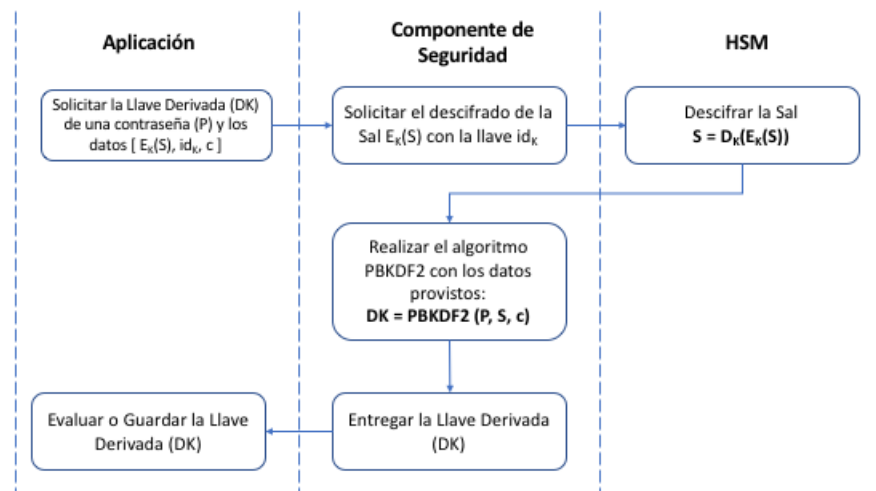 Aplicación
Componente de
Seguridad
HSM
Solicitar la Llave Derivada (DK)
de una contraseña (P) y los
datos [ Eₖ(S), idₖ, c ]
Solicitar el descifrado de la
Sal Eₖ(S) con la llave idₖ
Descifrar la Sal
S = Dₖ(Eₖ(S))
Realizar el algoritmo
PBKDF2 con los datos
provistos:
DK = PBKDF2 (P, S, c)
Evaluar o Guardar la Llave
Derivada (DK)
Entregar la Llave Derivada
(DK)